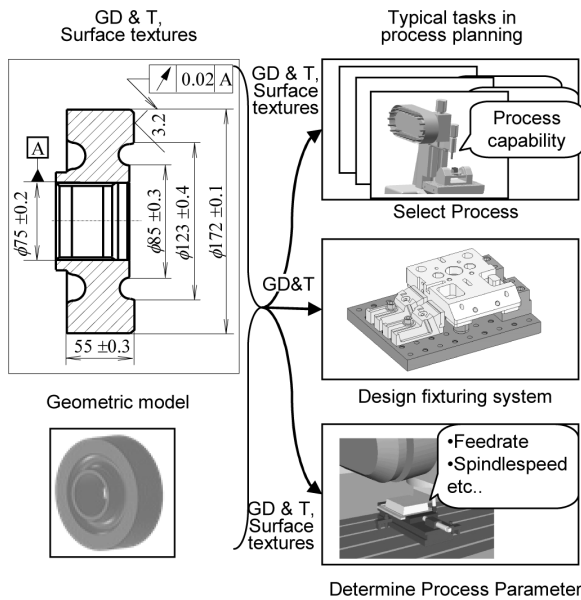 GD & T,
Surface textures
Typical tasks in
process planning
0.02 A
3.2
A
ϕ75 ±0.2
ϕ85 ±0.3
ϕ123 ±0.4
ϕ172 ±0.1
55 ±0.3
GD & T,
Surface
textures
Process
capability
Select Process
GD&T
Design fixturing system
Geometric model
•Feedrate
•Spindlespeed
etc..
GD & T,
Surface
textures
Determine Process Parameter